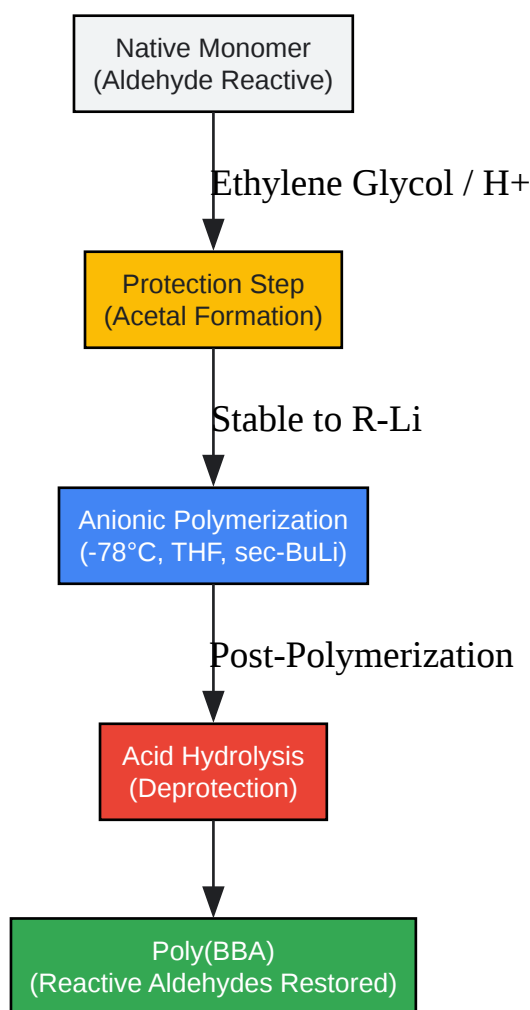 Native Monomer
(Aldehyde Reactive)
Ethylene Glycol / H+
Protection Step
(Acetal Formation)
Stable to R-Li
Anionic Polymerization
(-78°C, THF, sec-BuLi)
Post-Polymerization
Acid Hydrolysis
(Deprotection)
Poly(BBA)
(Reactive Aldehydes Restored)